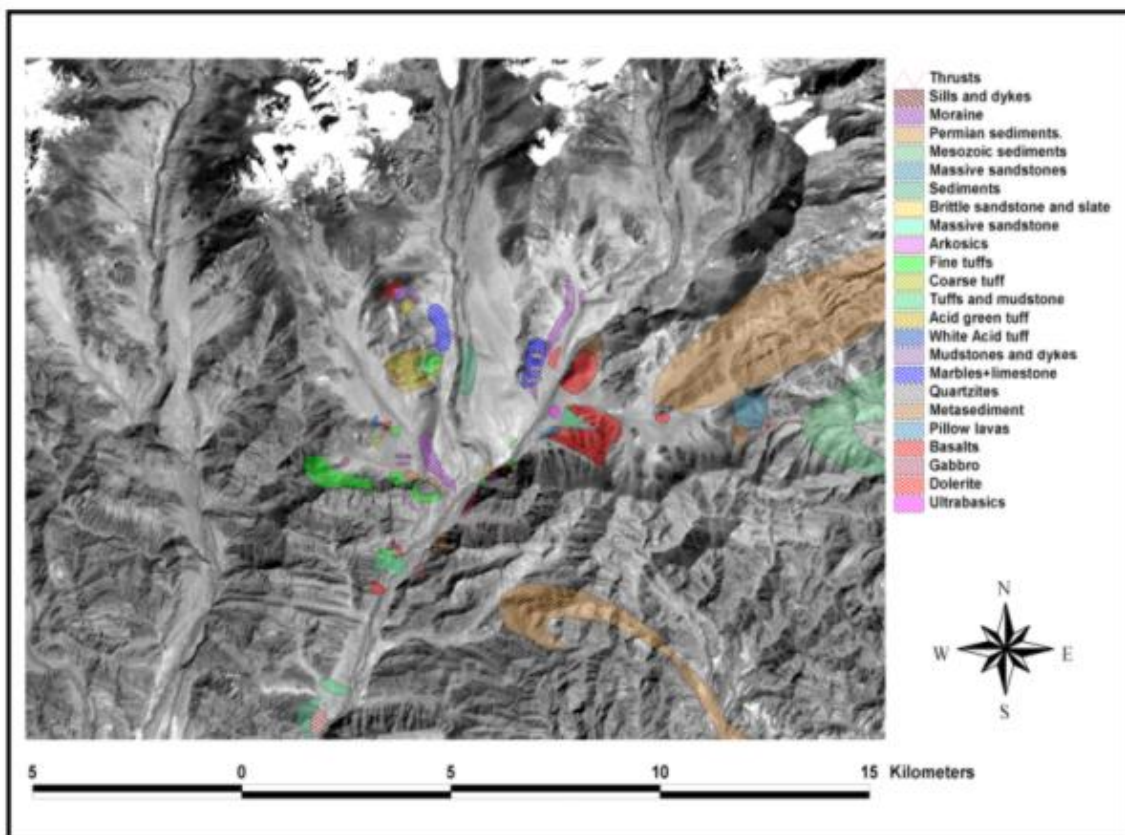 Thrusts
Sills and dykes
Moraine
Permian sediments.
Mesozoic sediments
Massive sandstones
Sediments
Brittle sandstone and slate
Massive sandstone
Arkosics
Fine tuffs
Coarse tuff
Tuffs and mudstone
Acid green tuff
White Acid tuff
Mudstones and dykes
Marbles+limestone
Quartzites
Metasediment
Pillow lavas
Basalts
Gabbro
Dolerite
Ultrabasics
N
W E
S
5 0 5 10 15 Kilometers